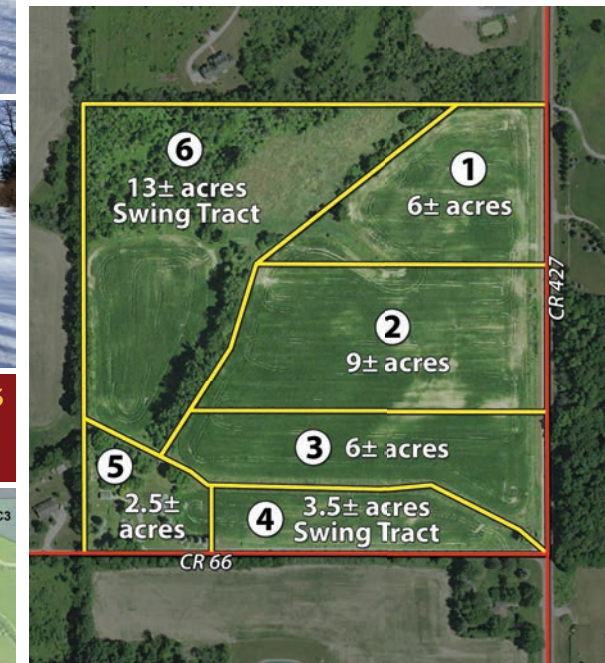 6
13± acres
Swing Tract
1
6± acres
2
9± acres
CR 427
3 6± acres
5
2.5±
acres
4
3.5± acres
Swing Tract
CR 66
C3